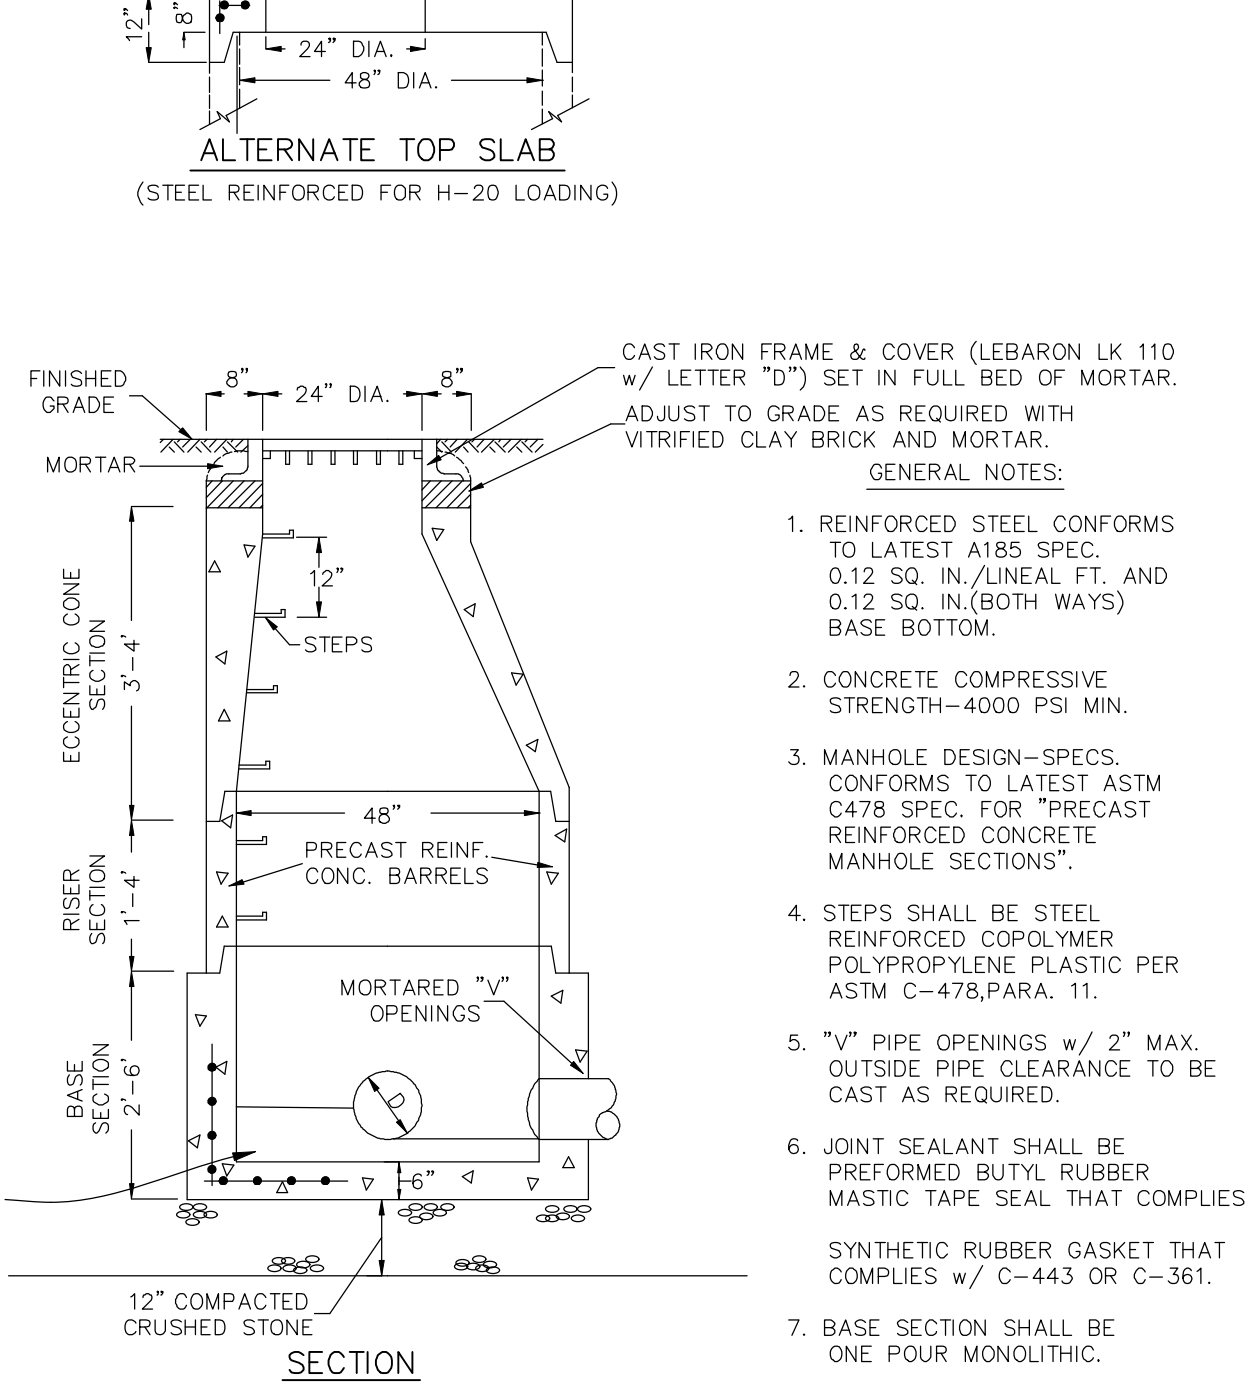 12"
8"
24" DIA.
48" DIA.
ALTERNATE TOP SLAB
(STEEL REINFORCED FOR H-20 LOADING)
CAST IRON FRAME & COVER (LEBARON LK 110
w/ LETTER "D") SET IN FULL BED OF MORTAR.
FINISHED
GRADE
8"
24" DIA.
8"
ADJUST TO GRADE AS REQUIRED WITH
VITRIFIED CLAY BRICK AND MORTAR.
MORTAR
12"
STEPS
ECCENTRIC CONE
SECTION
3'-4'
48"
PRECAST REINF.
CONC. BARRELS
RISER
SECTION
1'-4'
MORTARED "V"
OPENINGS
BASE
SECTION
2'-6'
D
6"
12" COMPACTED
CRUSHED STONE
SECTION
GENERAL NOTES:
1. REINFORCED STEEL CONFORMS
TO LATEST A185 SPEC.
0.12 SQ. IN./LINEAL FT. AND
0.12 SQ. IN.(BOTH WAYS)
BASE BOTTOM.
2. CONCRETE COMPRESSIVE
STRENGTH-4000 PSI MIN.
3. MANHOLE DESIGN-SPECS.
CONFORMS TO LATEST ASTM
C478 SPEC. FOR "PRECAST
REINFORCED CONCRETE
MANHOLE SECTIONS".
4. STEPS SHALL BE STEEL
REINFORCED COPOLYMER
POLYPROPYLENE PLASTIC PER
ASTM C-478,PARA. 11.
5. "V" PIPE OPENINGS w/ 2" MAX.
OUTSIDE PIPE CLEARANCE TO BE
CAST AS REQUIRED.
6. JOINT SEALANT SHALL BE
PREFORMED BUTYL RUBBER
MASTIC TAPE SEAL THAT COMPLIES
SYNTHETIC RUBBER GASKET THAT
COMPLIES w/ C-443 OR C-361.
7. BASE SECTION SHALL BE
ONE POUR MONOLITHIC.